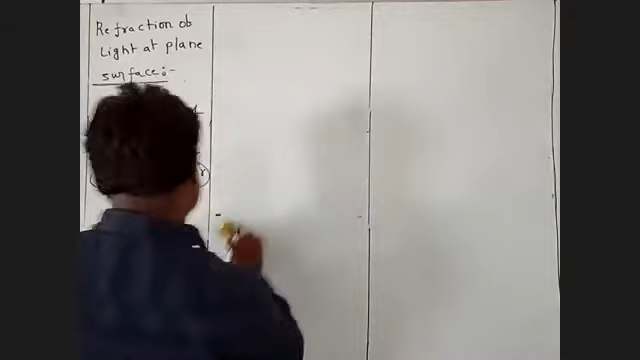 Refraction ob
Light at plane
surface:-